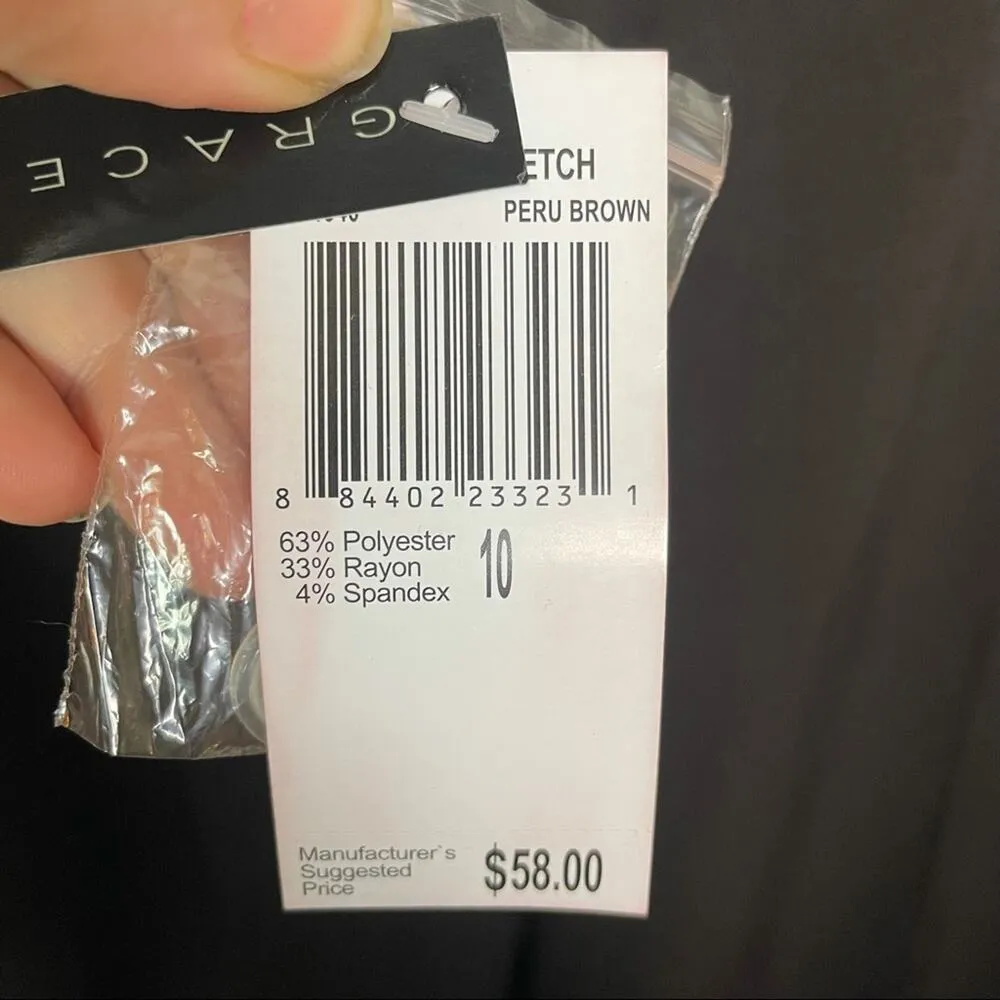 GRACE
ETCH
PERU BROWN
8 84402 23323 1
63% Polyester
33% Rayon
4% Spandex
10
Manufacturer`s
Suggested
Price
$58.00